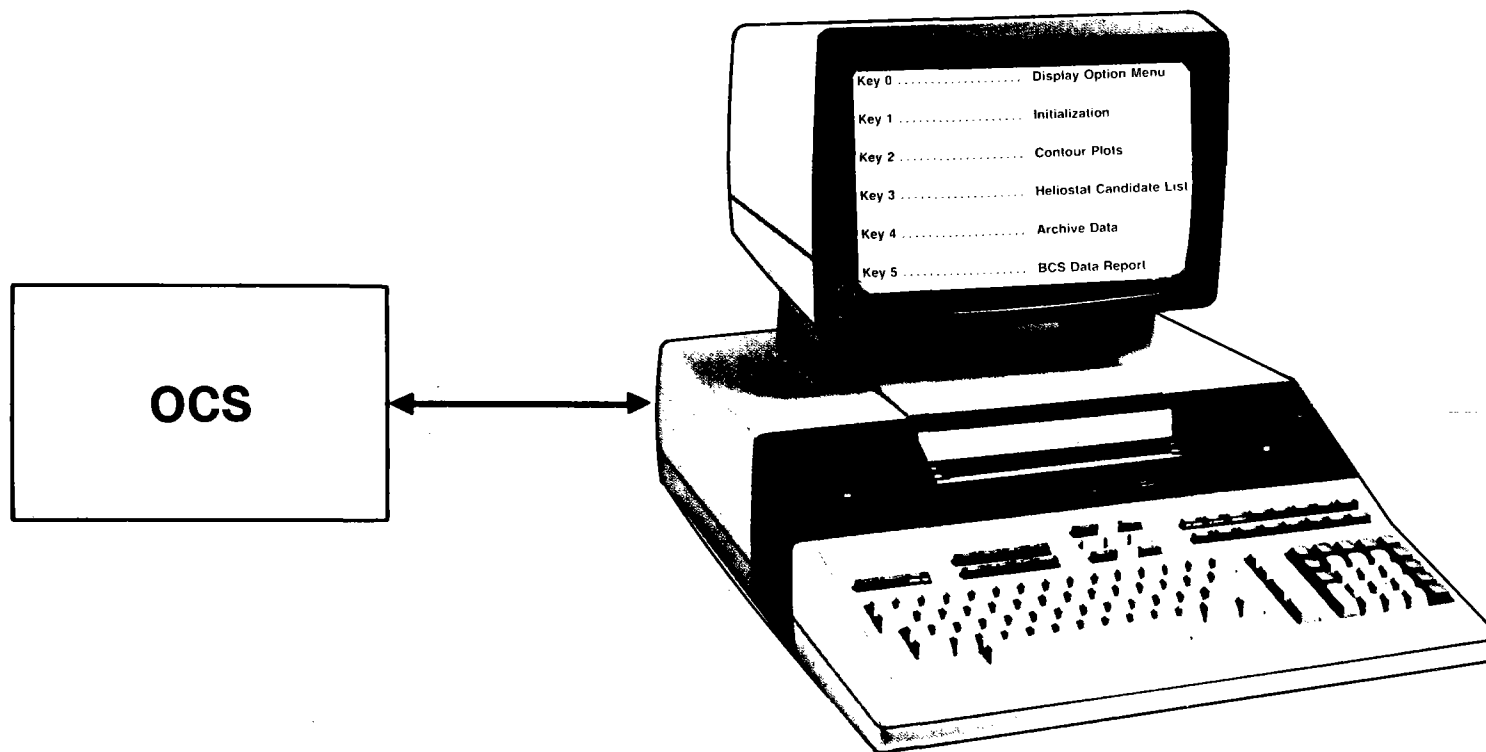 OCS
Key 0 ................... Display Option Menu
Key 1 ................... Initialization
Key 2 ................... Contour Plots
Key 3 ................... Heliostat Candidate List
Key 4 ................... Archive Data
Key 5 ................... BCS Data Report